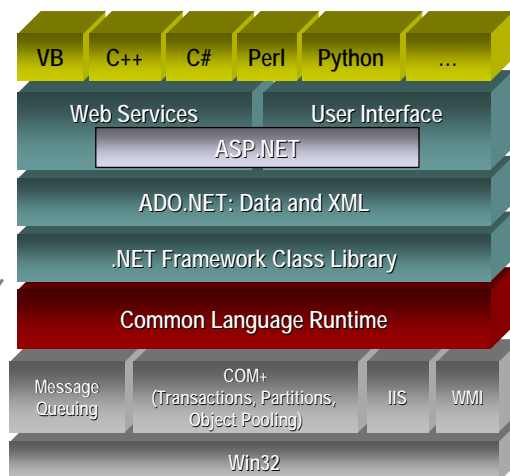 VB C++ C# Perl Python ...
Web Services User Interface
ASP.NET
ADO.NET: Data and XML
.NET Framework Class Library
Common Language Runtime
Message
Queuing
COM+
(Transactions, Partitions,
Object Pooling)
IIS
WMI
Win32